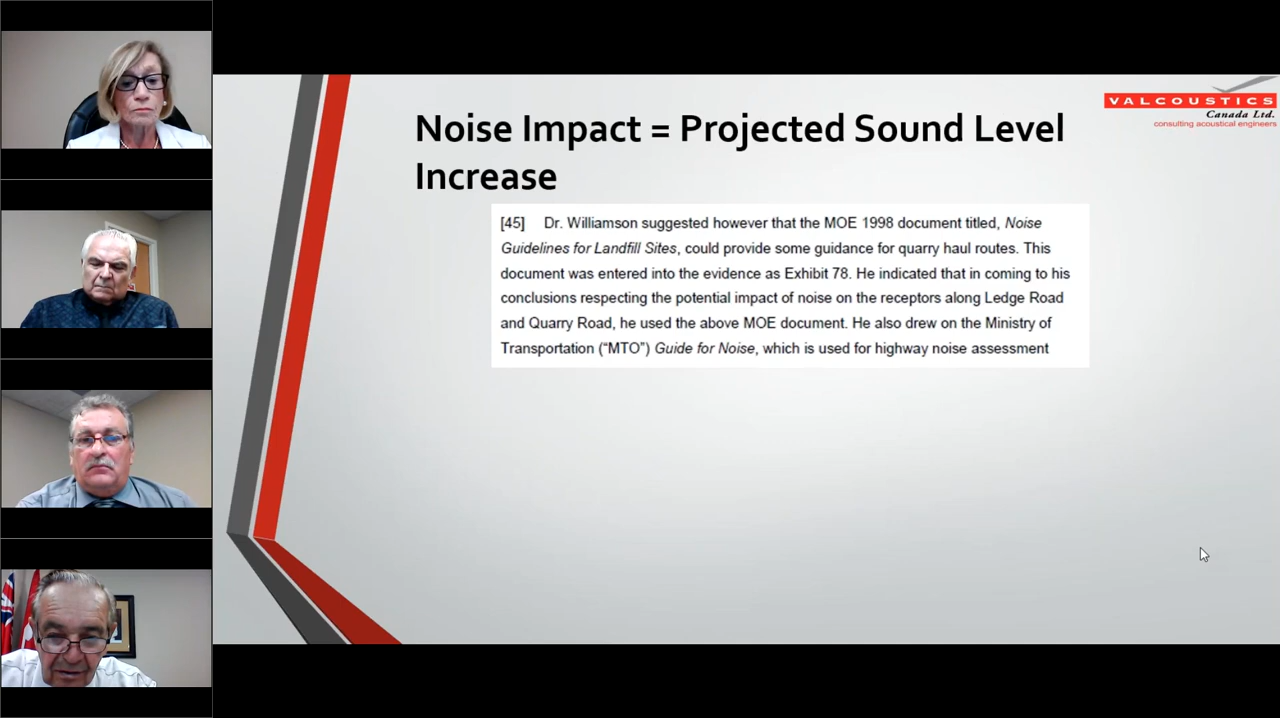 VALCOUSTICS
Canada Ltd.
consulting acoustical engineers
Noise Impact = Projected Sound Level
Increase
[45] Dr. Williamson suggested however that the MOE 1998 document titled, Noise
Guidelines for Landfill Sites, could provide some guidance for quarry haul routes. This
document was entered into the evidence as Exhibit 78. He indicated that in coming to his
conclusions respecting the potential impact of noise on the receptors along Ledge Road
and Quarry Road, he used the above MOE document. He also drew on the Ministry of
Transportation (“MTO”) Guide for Noise, which is used for highway noise assessment